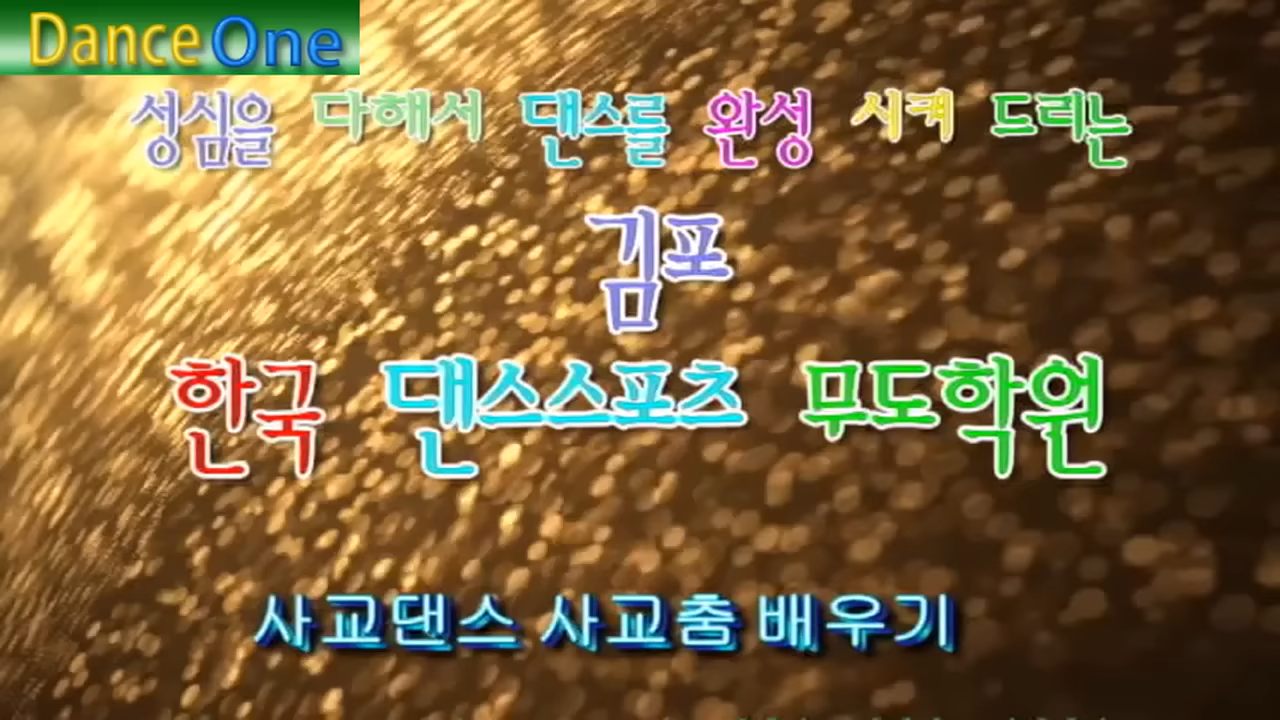 Dance One
성심을 다해서 댄스를 완성 시켜 드리는
김포
한국 댄스스포츠 무도학원
사교댄스 사교춤 배우기